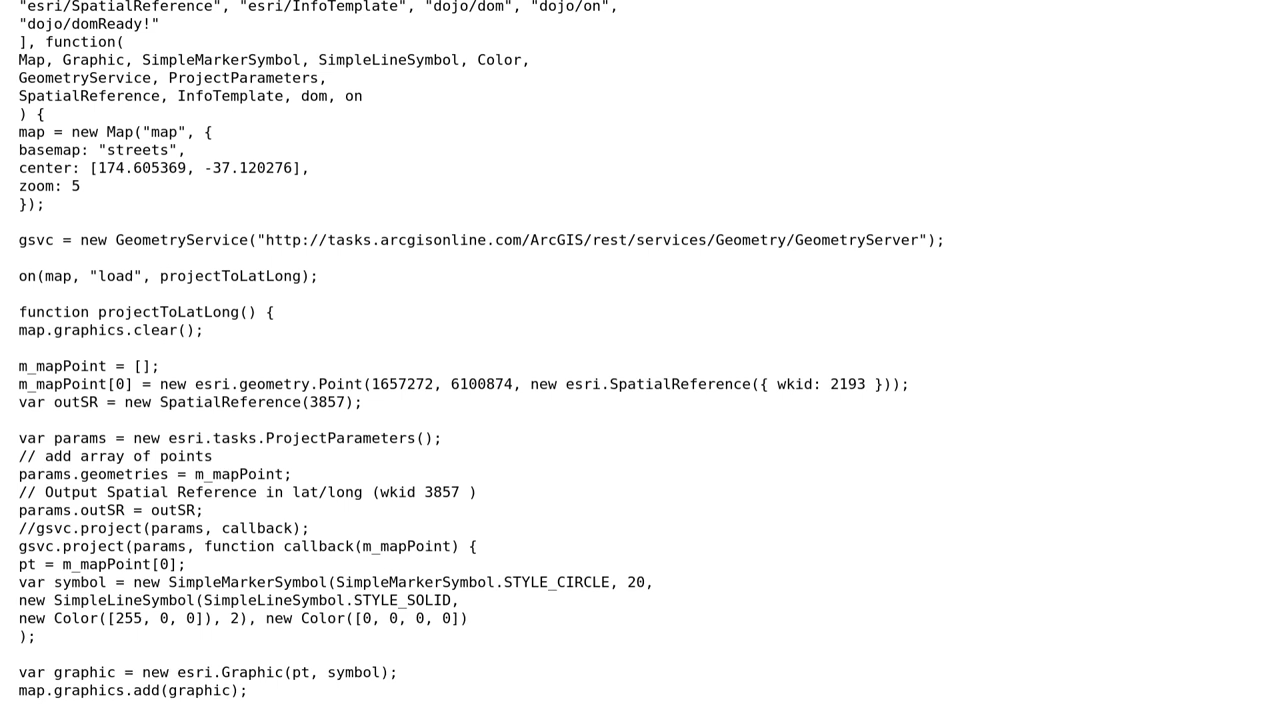 "esri/SpatialReference", "esri/InfoTemplate", "dojo/dom", "dojo/on",
"dojo/domReady!"
], function(
Map, Graphic, SimpleMarkerSymbol, SimpleLineSymbol, Color,
GeometryService, ProjectParameters,
SpatialReference, InfoTemplate, dom, on
) {
map = new Map("map", {
basemap: "streets",
center: [174.605369, -37.120276],
zoom: 5
});

gsvc = new GeometryService("http://tasks.arcgisonline.com/ArcGIS/rest/services/Geometry/GeometryServer");

on(map, "load", projectToLatLong);

function projectToLatLong() {
map.graphics.clear();

m_mapPoint = [];
m_mapPoint[0] = new esri.geometry.Point(1657272, 6100874, new esri.SpatialReference({ wkid: 2193 }));
var outSR = new SpatialReference(3857);

var params = new esri.tasks.ProjectParameters();
// add array of points
params.geometries = m_mapPoint;
// Output Spatial Reference in lat/long (wkid 3857 )
params.outSR = outSR;
//gsvc.project(params, callback);
gsvc.project(params, function callback(m_mapPoint) {
pt = m_mapPoint[0];
var symbol = new SimpleMarkerSymbol(SimpleMarkerSymbol.STYLE_CIRCLE, 20,
new SimpleLineSymbol(SimpleLineSymbol.STYLE_SOLID,
new Color([255, 0, 0]), 2), new Color([0, 0, 0, 0])
);

var graphic = new esri.Graphic(pt, symbol);
map.graphics.add(graphic);